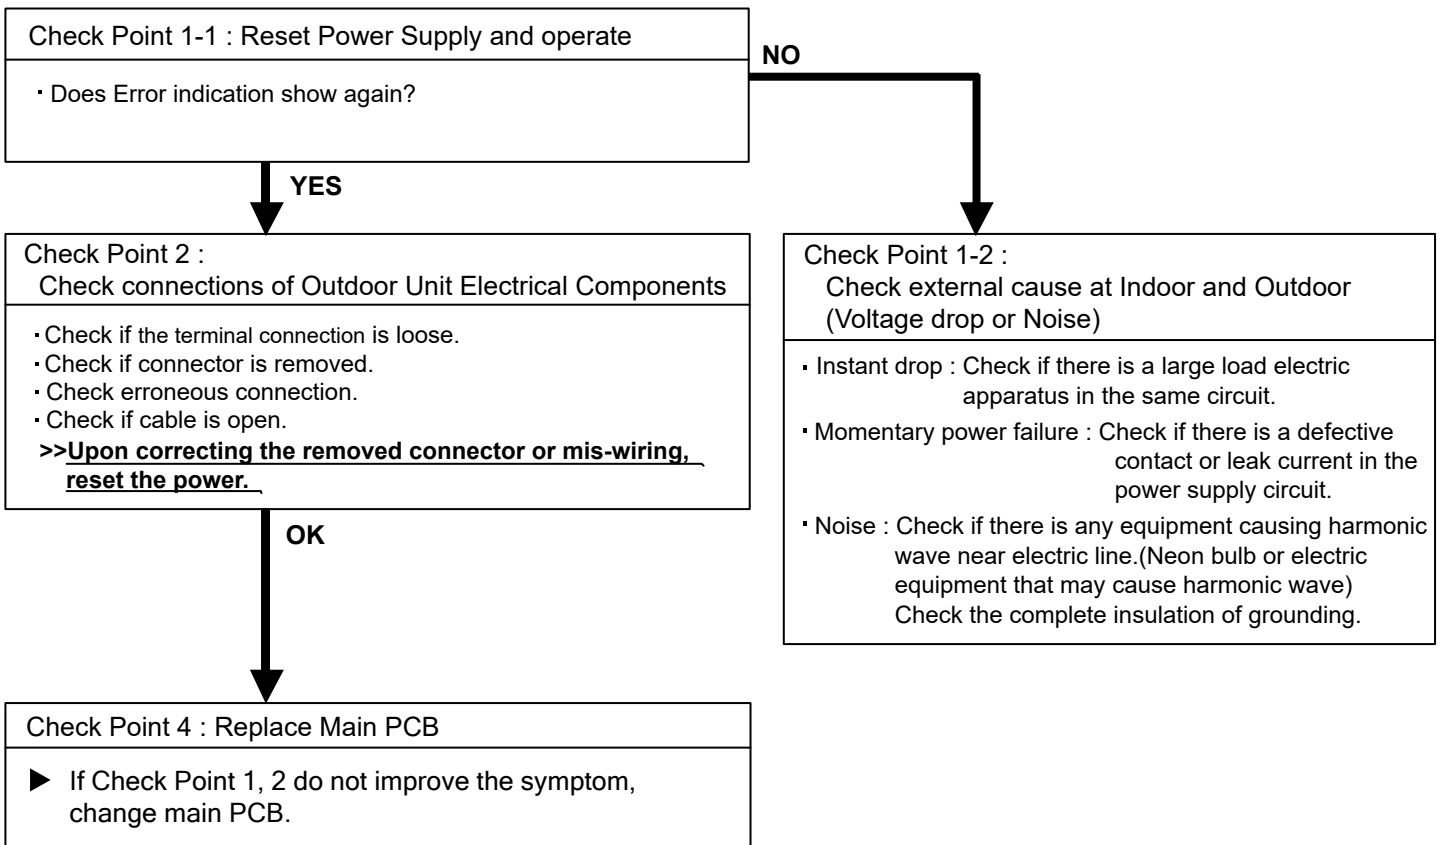 Check Point 1-1 : Reset Power Supply and operate
· Does Error indication show again?
NO
YES
Check Point 2 :
Check connections of Outdoor Unit Electrical Components
· Check if the terminal connection is loose.
· Check if connector is removed.
· Check erroneous connection.
· Check if cable is open.
>>Upon correcting the removed connector or mis-wiring,
reset the power.
Check Point 1-2 :
Check external cause at Indoor and Outdoor
(Voltage drop or Noise)
· Instant drop : Check if there is a large load electric
apparatus in the same circuit.
· Momentary power failure : Check if there is a defective
contact or leak current in the
power supply circuit.
· Noise : Check if there is any equipment causing harmonic
wave near electric line.(Neon bulb or electric
equipment that may cause harmonic wave)
Check the complete insulation of grounding.
OK
Check Point 4 : Replace Main PCB
▶ If Check Point 1, 2 do not improve the symptom,
change main PCB.